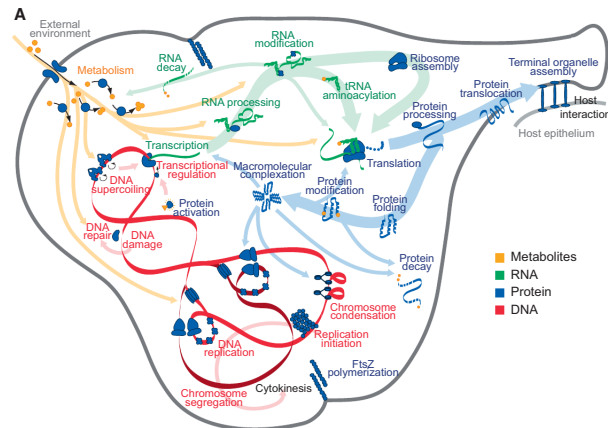 A
External
environment
Metabolism
RNA
decay
RNA
modification
Ribosome
assembly
Terminal organelle
assembly
tRNA
aminoacylation
Protein
translocation
Host
interaction
RNA processing
Protein
processing
Host epithelium
Transcription
Translation
Transcriptional
regulation
DNA
supercoiling
Macromolecular
complexation
Protein
modification
Protein
folding
Protein
activation
DNA
repair
DNA
damage
Protein
decay
Metabolites
RNA
Protein
DNA
Chromosome
condensation
Replication
initiation
DNA
replication
FtsZ
polymerization
Chromosome
segregation
Cytokinesis